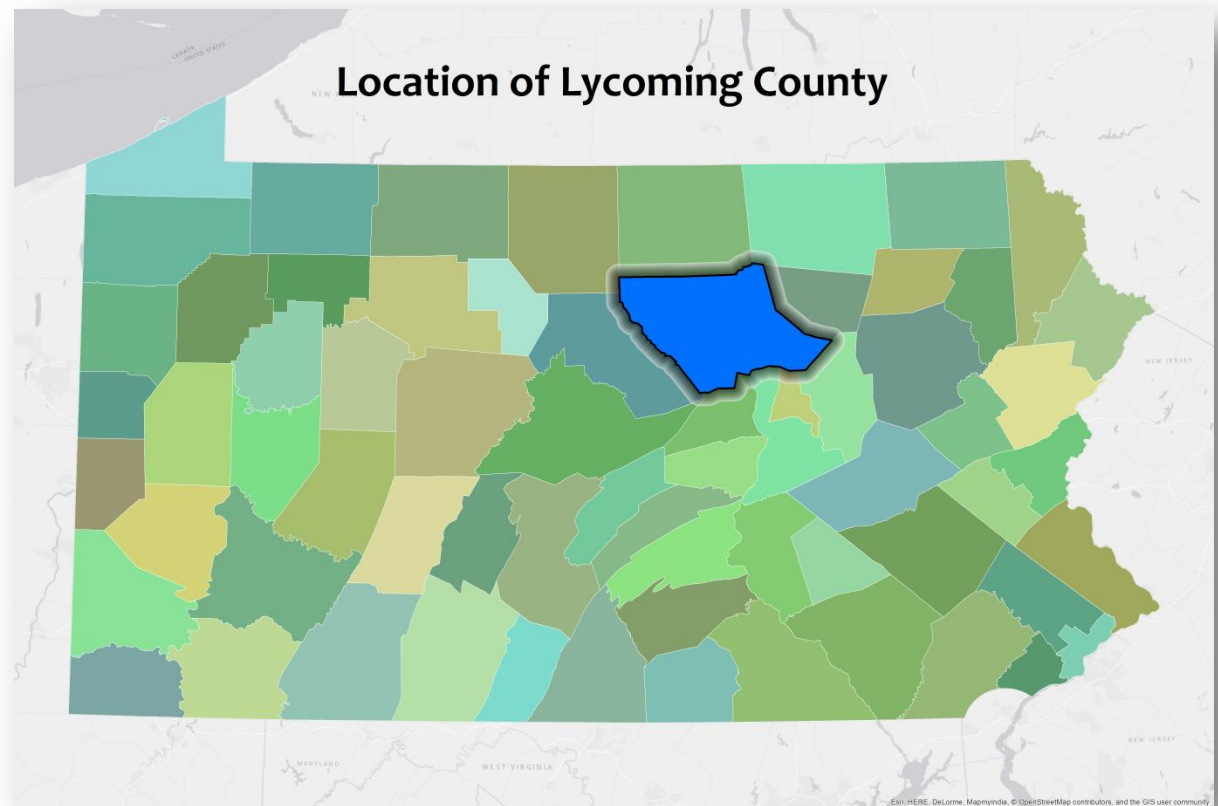 Location of Lycoming County
CANADA
UNITED STATES
NEW
NEW JERSEY
NEW JERSEY
MARYLAND
WEST VIRGINIA
Esri, HERE, DeLorme, MapmyIndia, © OpenStreetMap contributors, and the GIS user community